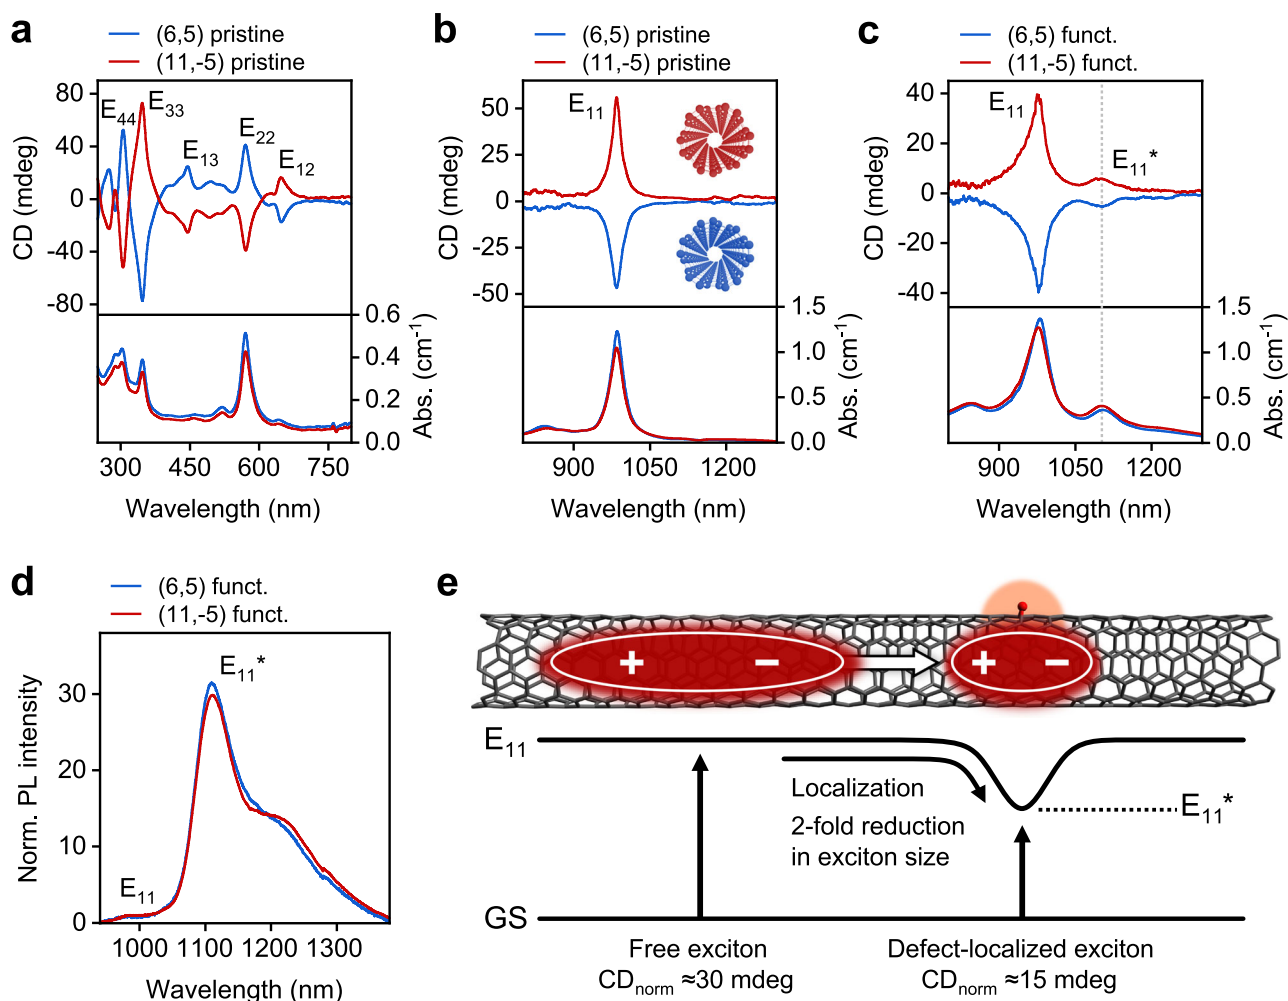 a
(6,5) pristine
(11,-5) pristine
80
40
0
-40
-80
CD (mdeg)
E44
E33
E13
E22
E12
0.6
0.4
0.2
0.0
Abs. (cm-1)
300
450
600
750
Wavelength (nm)
b
(6,5) pristine
(11,-5) pristine
50
25
0
-25
-50
CD (mdeg)
E11
1.5
1.0
0.5
0.0
Abs. (cm-1)
900
1050
1200
Wavelength (nm)
c
(6,5) funct.
(11,-5) funct.
40
20
0
-20
-40
CD (mdeg)
E11
E11*
1.5
1.0
0.5
0.0
Abs. (cm-1)
900
1050
1200
Wavelength (nm)
d
(6,5) funct.
(11,-5) funct.
30
20
10
0
Norm. PL intensity
E11*
E11
1000
1100
1200
1300
Wavelength (nm)
e
+ −
+ −
E11
Localization
2-fold reduction
in exciton size
E11*
GS
Free exciton
CDnorm ≈30 mdeg
Defect-localized exciton
CDnorm ≈15 mdeg